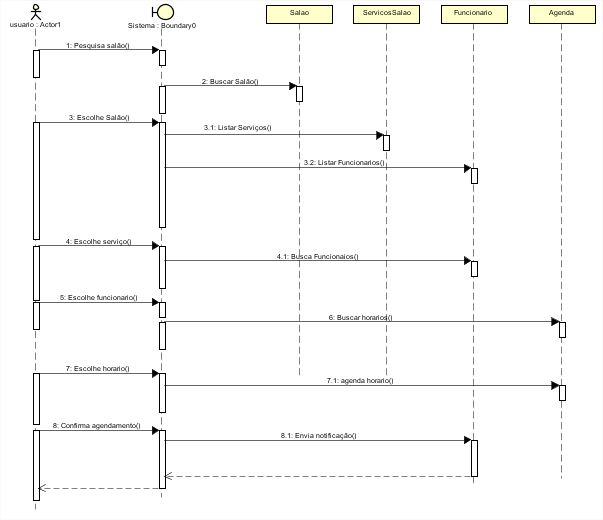 usuario : Actor1
Sistema : Boundary0
Salao
ServicosSalao
Funcionario
Agenda
1: Pesquisa salão()
2: Buscar Salão()
3: Escolhe Salão()
3.1: Listar Serviços()
3.2: Listar Funcionarios()
4: Escolhe serviço()
4.1: Busca Funcionaios()
5: Escolhe funcionario()
6: Buscar horarios()
7: Escolhe horario()
7.1: agenda horario()
8: Confirma agendamento()
8.1: Envia notificação()